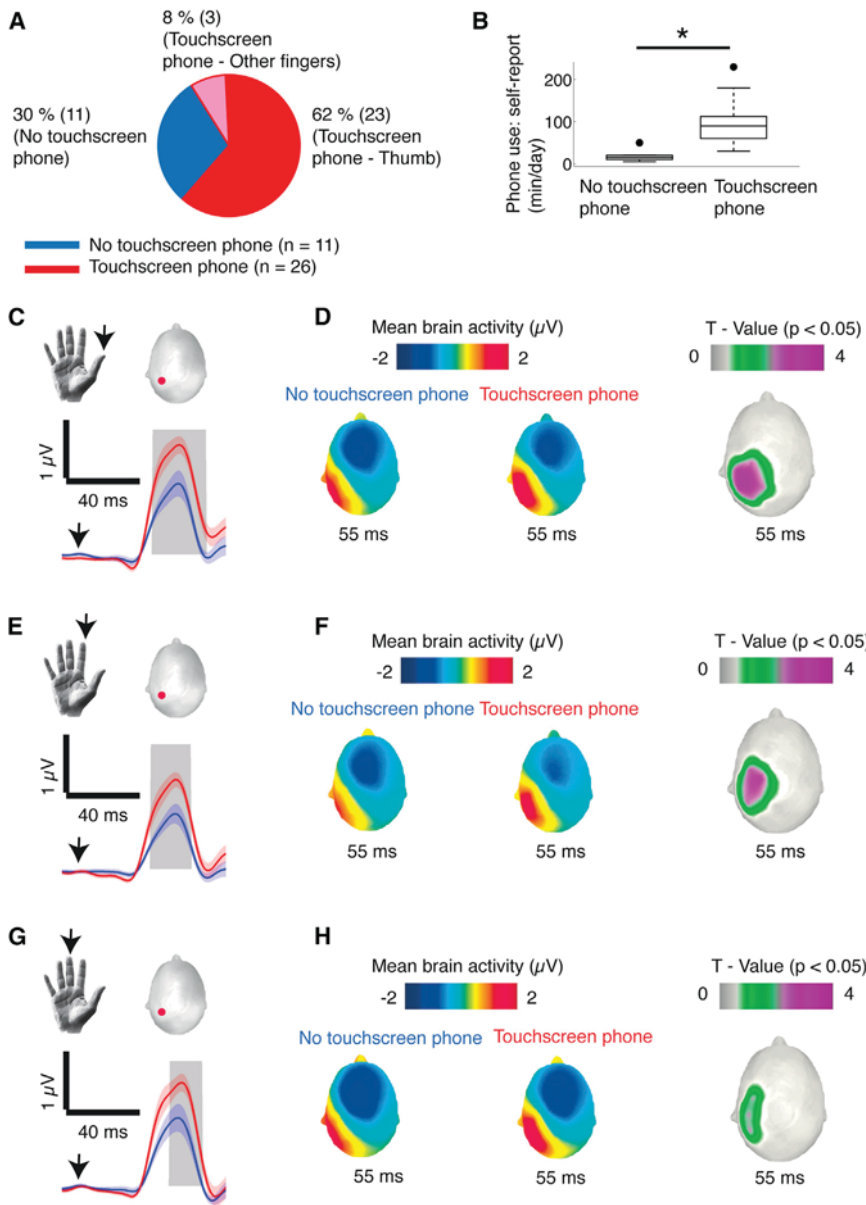 A
8 % (3)
(Touchscreen
phone - Other fingers)
30 % (11)
(No touchscreen
phone)
62 % (23)
(Touchscreen
phone - Thumb)
No touchscreen phone (n = 11)
Touchscreen phone (n = 26)
B
Phone use: self-report
(min/day)
200
100
0
*
No touchscreen
phone
Touchscreen
phone
C
1 µV
40 ms
D
Mean brain activity (µV)
-2 2
No touchscreen phone Touchscreen phone
55 ms 55 ms
T - Value (p < 0.05)
0 4
55 ms
E
1 µV
40 ms
F
Mean brain activity (µV)
-2 2
No touchscreen phone Touchscreen phone
55 ms 55 ms
T - Value (p < 0.05)
0 4
55 ms
G
1 µV
40 ms
H
Mean brain activity (µV)
-2 2
No touchscreen phone Touchscreen phone
55 ms 55 ms
T - Value (p < 0.05)
0 4
55 ms